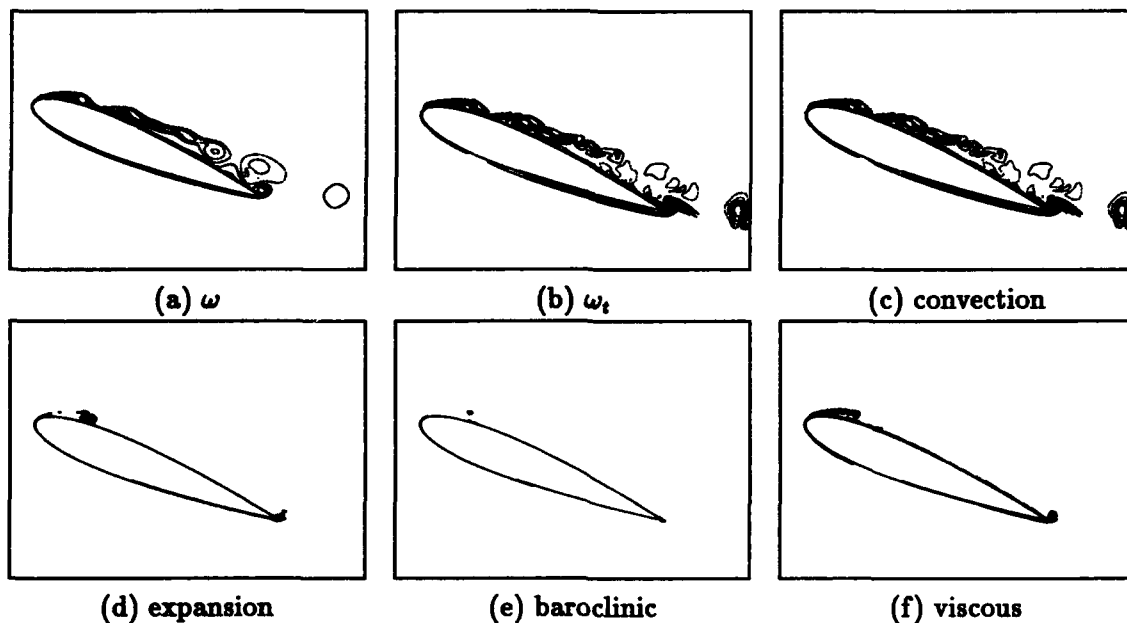 (a) ω
(b) ωₜ
(c) convection
(d) expansion
(e) baroclinic
(f) viscous